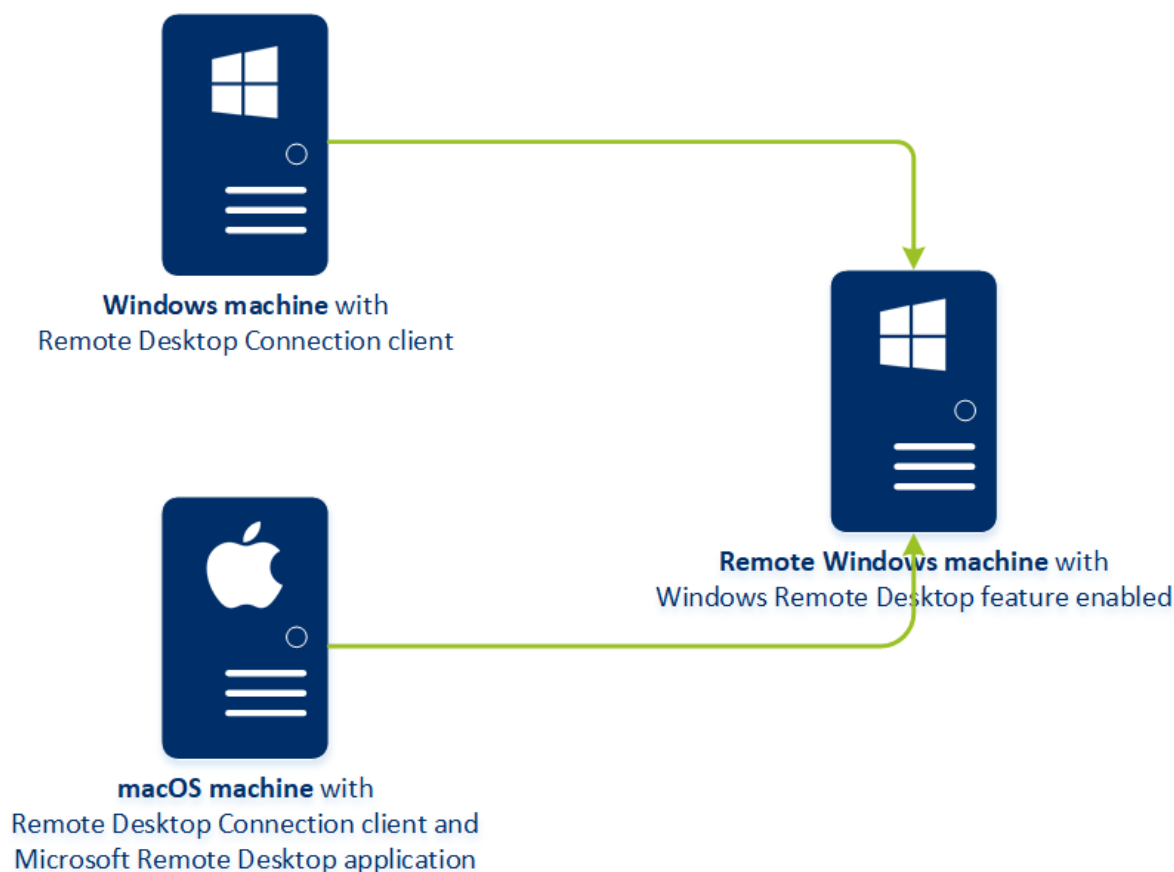 Windows machine with
Remote Desktop Connection client
Remote Windows machine with
Windows Remote Desktop feature enabled
macOS machine with
Remote Desktop Connection client and
Microsoft Remote Desktop application